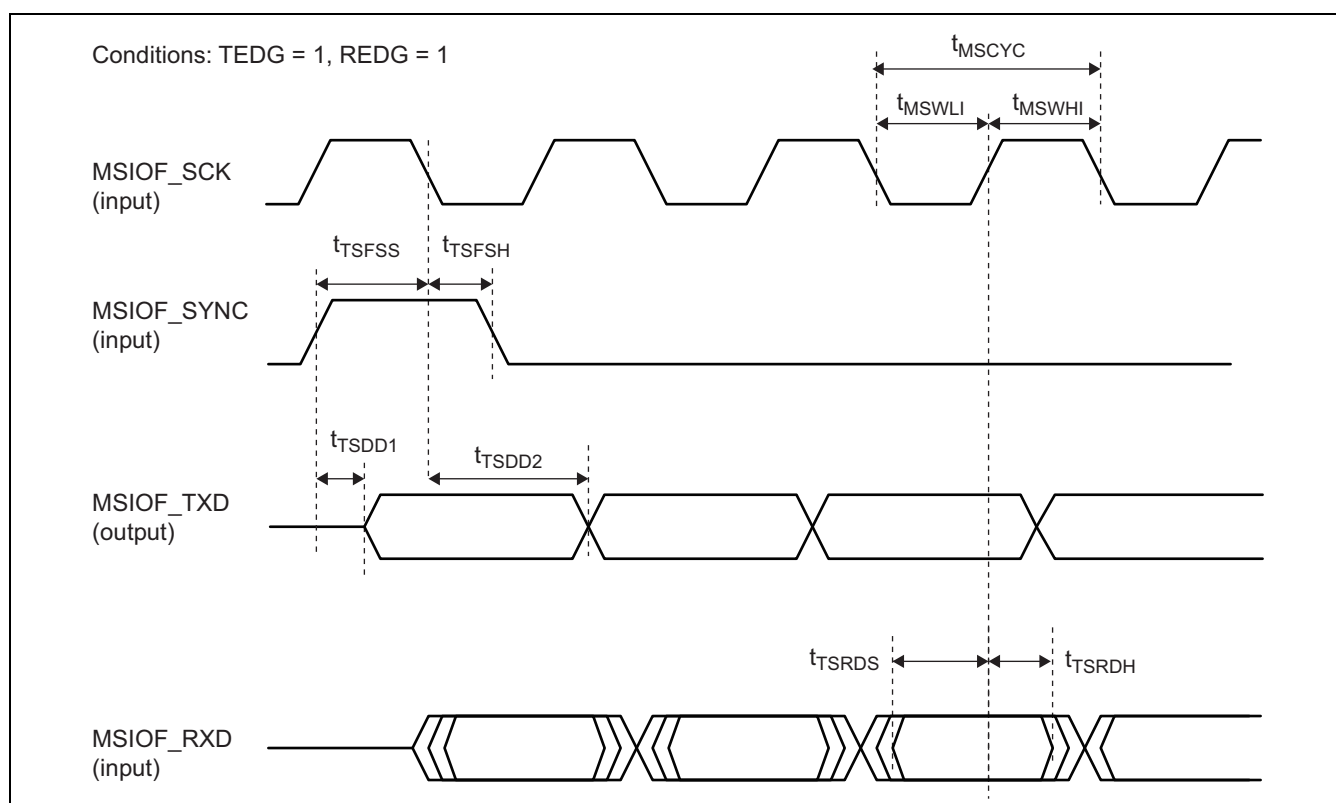 Conditions: TEDG = 1, REDG = 1
tMSCYC
tMSWLI
tMSWHI
MSIOF_SCK
(input)
tTSFSS
tTSFSH
MSIOF_SYNC
(input)
tTSDD1
tTSDD2
MSIOF_TXD
(output)
tTSRDS
tTSRDH
MSIOF_RXD
(input)